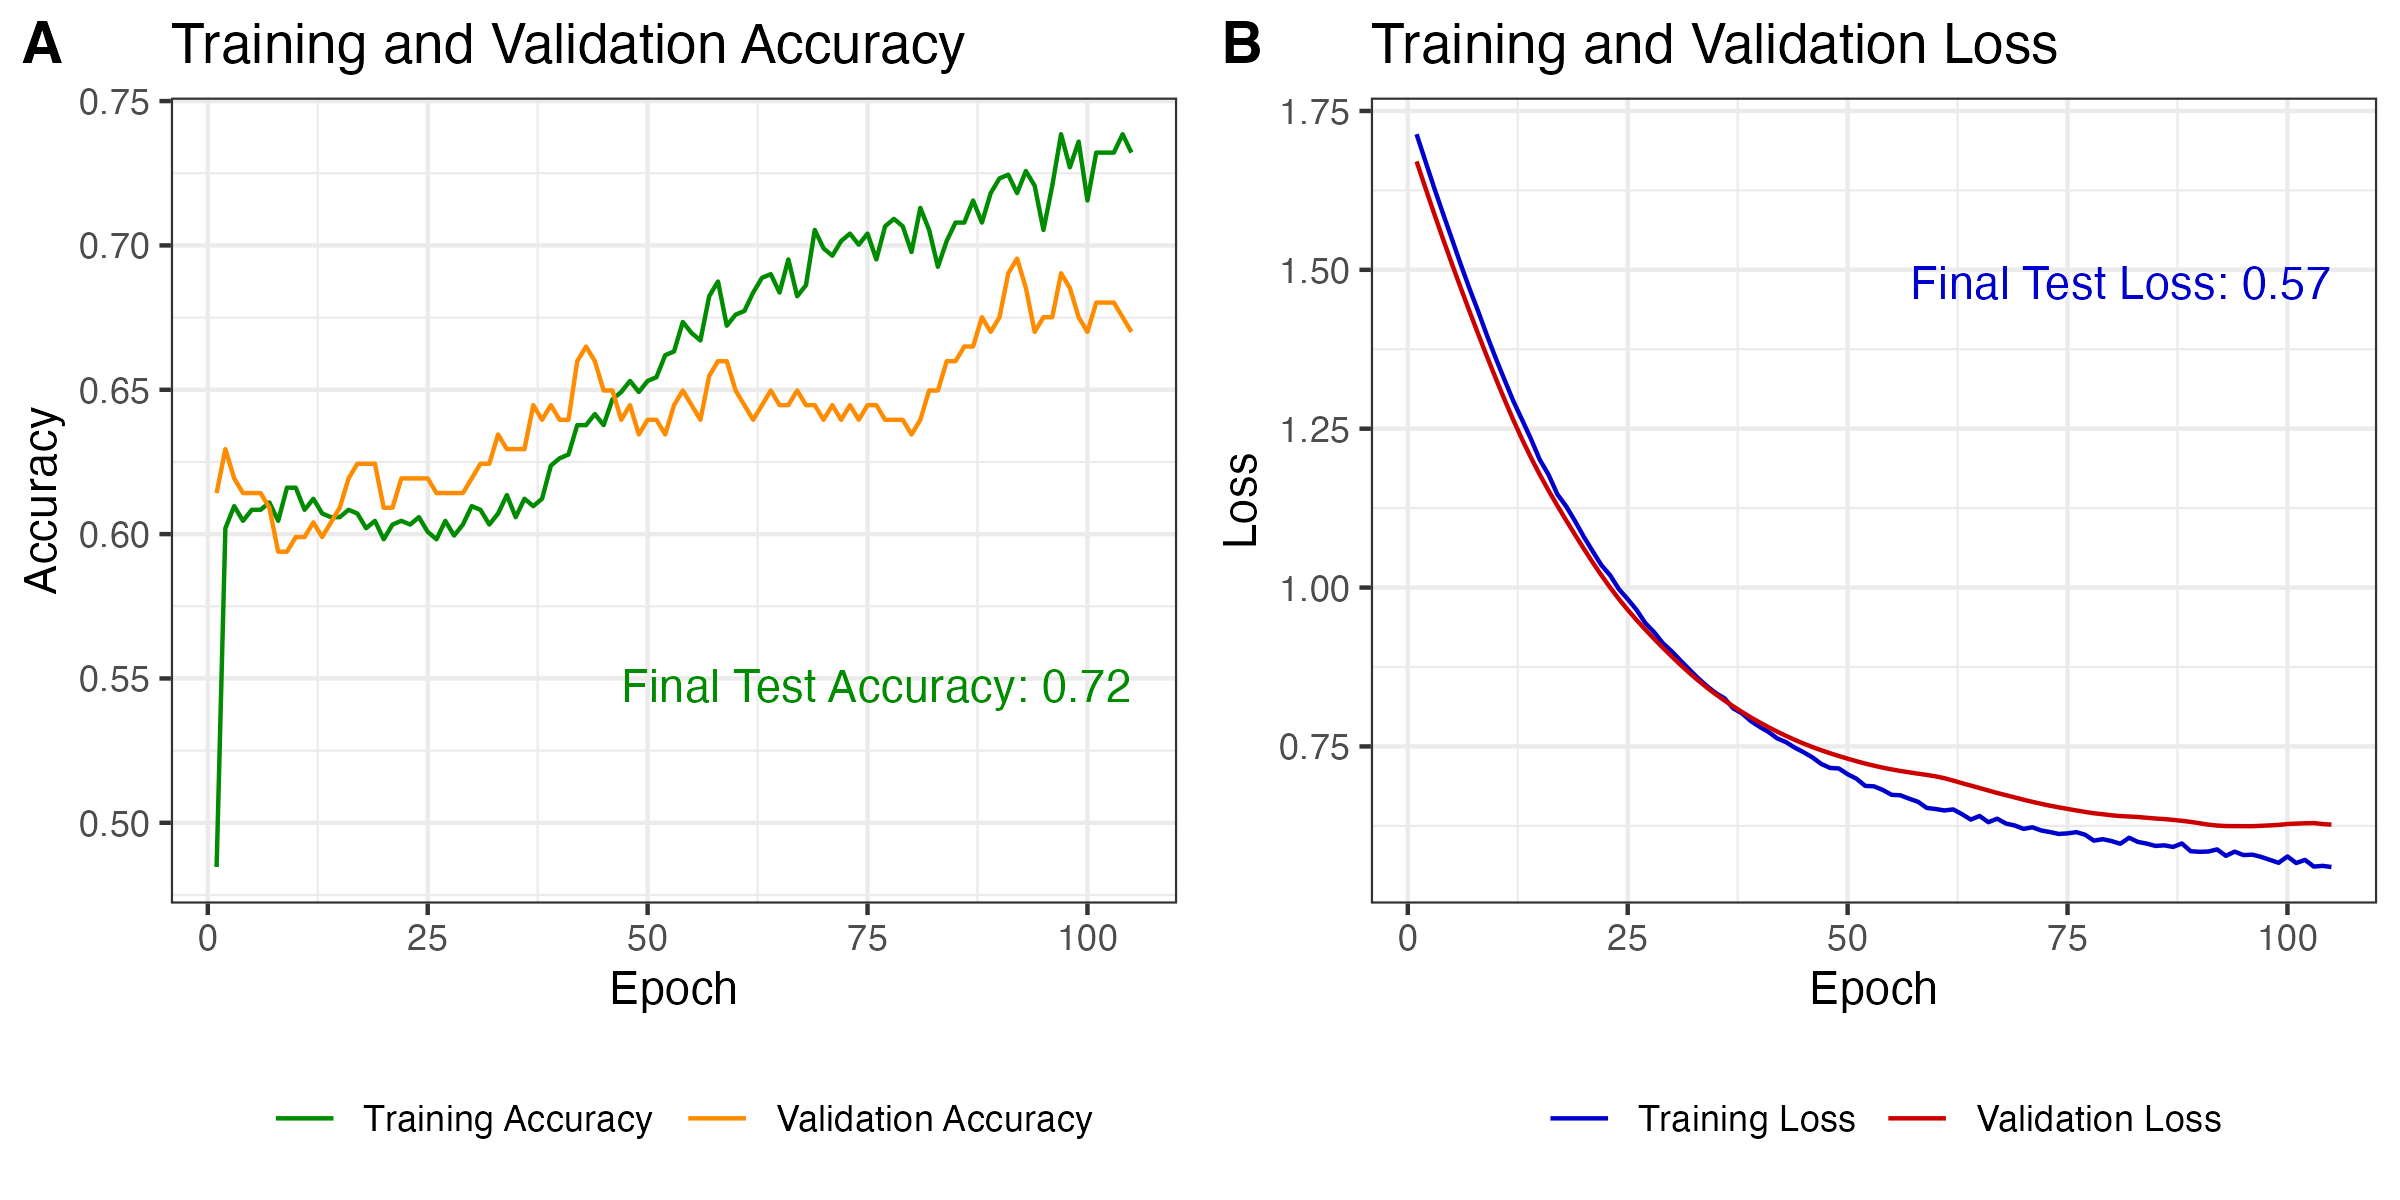 A Training and Validation Accuracy
0.75
0.70
0.65
0.60
0.55
0.50
Accuracy
Final Test Accuracy: 0.72
0 25 50 75 100
Epoch
Training Accuracy Validation Accuracy
B Training and Validation Loss
1.75
1.50
1.25
1.00
0.75
Loss
Final Test Loss: 0.57
0 25 50 75 100
Epoch
Training Loss Validation Loss